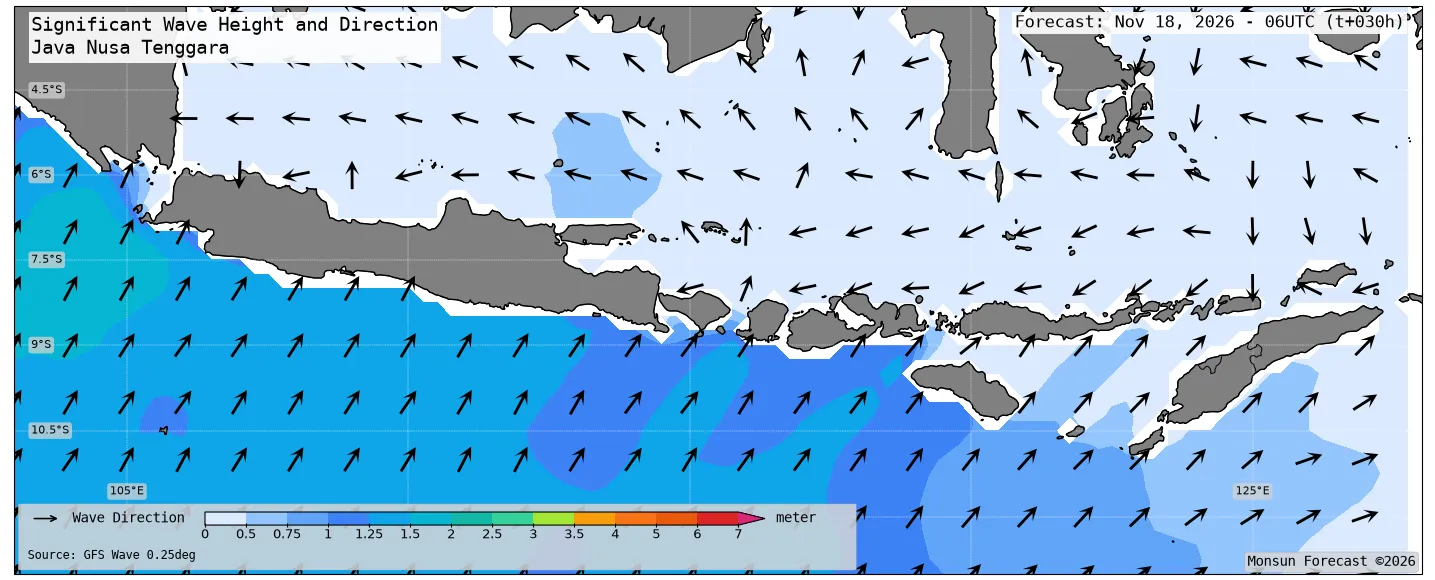 Significant Wave Height and Direction
Java Nusa Tenggara
Forecast: Nov 18, 2026 - 06UTC (t+030h)
4.5°S
6°S
7.5°S
9°S
10.5°S
105°E
125°E
Wave Direction
0 0.5 0.75 1 1.25 1.5 2 2.5 3 3.5 4 5 6 7
meter
Source: GFS Wave 0.25deg
Monsun Forecast ©2026